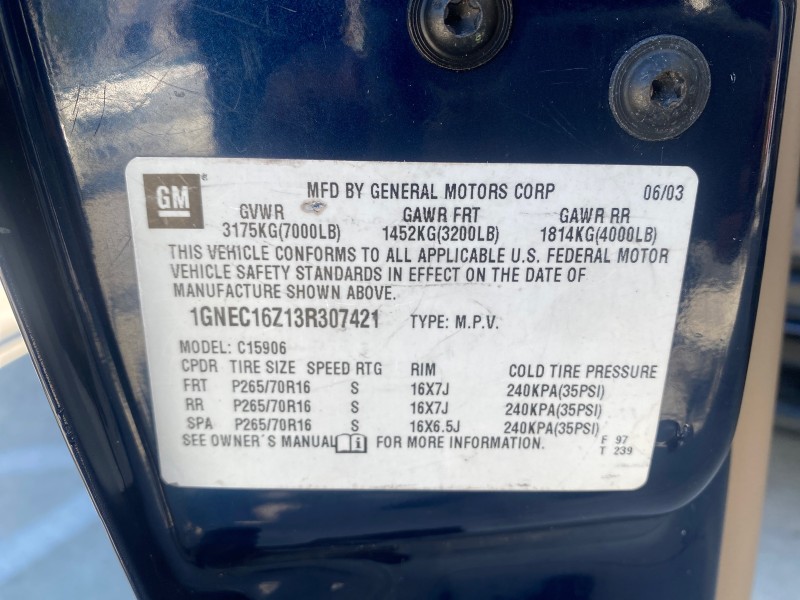 GM
MFD BY GENERAL MOTORS CORP 06/03
GVWR GAWR FRT GAWR RR
3175KG(7000LB) 1452KG(3200LB) 1814KG(4000LB)
THIS VEHICLE CONFORMS TO ALL APPLICABLE U.S. FEDERAL MOTOR
VEHICLE SAFETY STANDARDS IN EFFECT ON THE DATE OF
MANUFACTURE SHOWN ABOVE.
1GNEC16Z13R307421 TYPE: M.P.V.
MODEL: C15906
CPDR TIRE SIZE SPEED RTG RIM COLD TIRE PRESSURE
FRT P265/70R16 S 16X7J 240KPA(35PSI)
RR P265/70R16 S 16X7J 240KPA(35PSI)
SPA P265/70R16 S 16X6.5J 240KPA(35PSI)
SEE OWNER'S MANUAL FOR MORE INFORMATION.
F 97
T 239